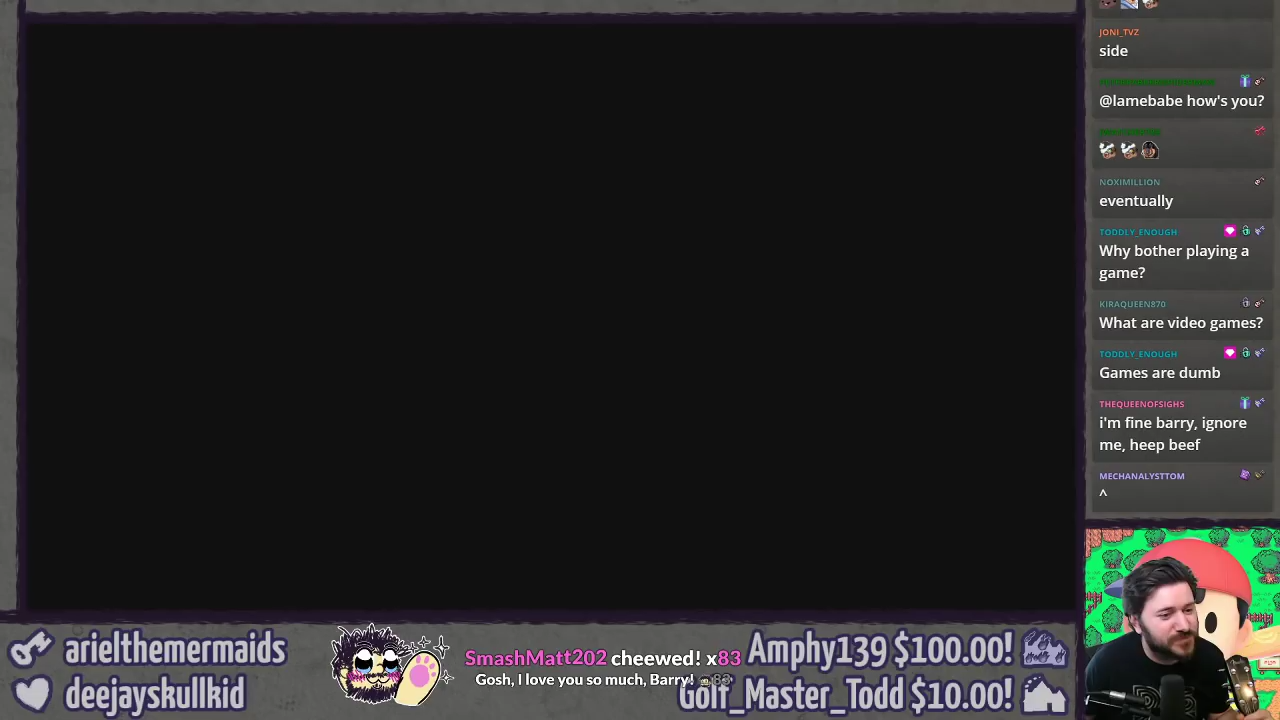 JONI_TVZ
side
@lamebabe how's you?
NOXIMILLION
eventually
TODDLY_ENOUGH
Why bother playing a
game?
KIRAQUEEN870
What are video games?
TODDLY_ENOUGH
Games are dumb
THEQUEENOFSIGHS
i'm fine barry, ignore
me, heep beef
MECHANALYSTTOM
^
arielthemermaids
deejayskullkid
SmashMatt202 cheewed! x83
Gosh, I love you so much, Barry!
Amphy139 $100.00!
Golf_Master_Todd $10.00!